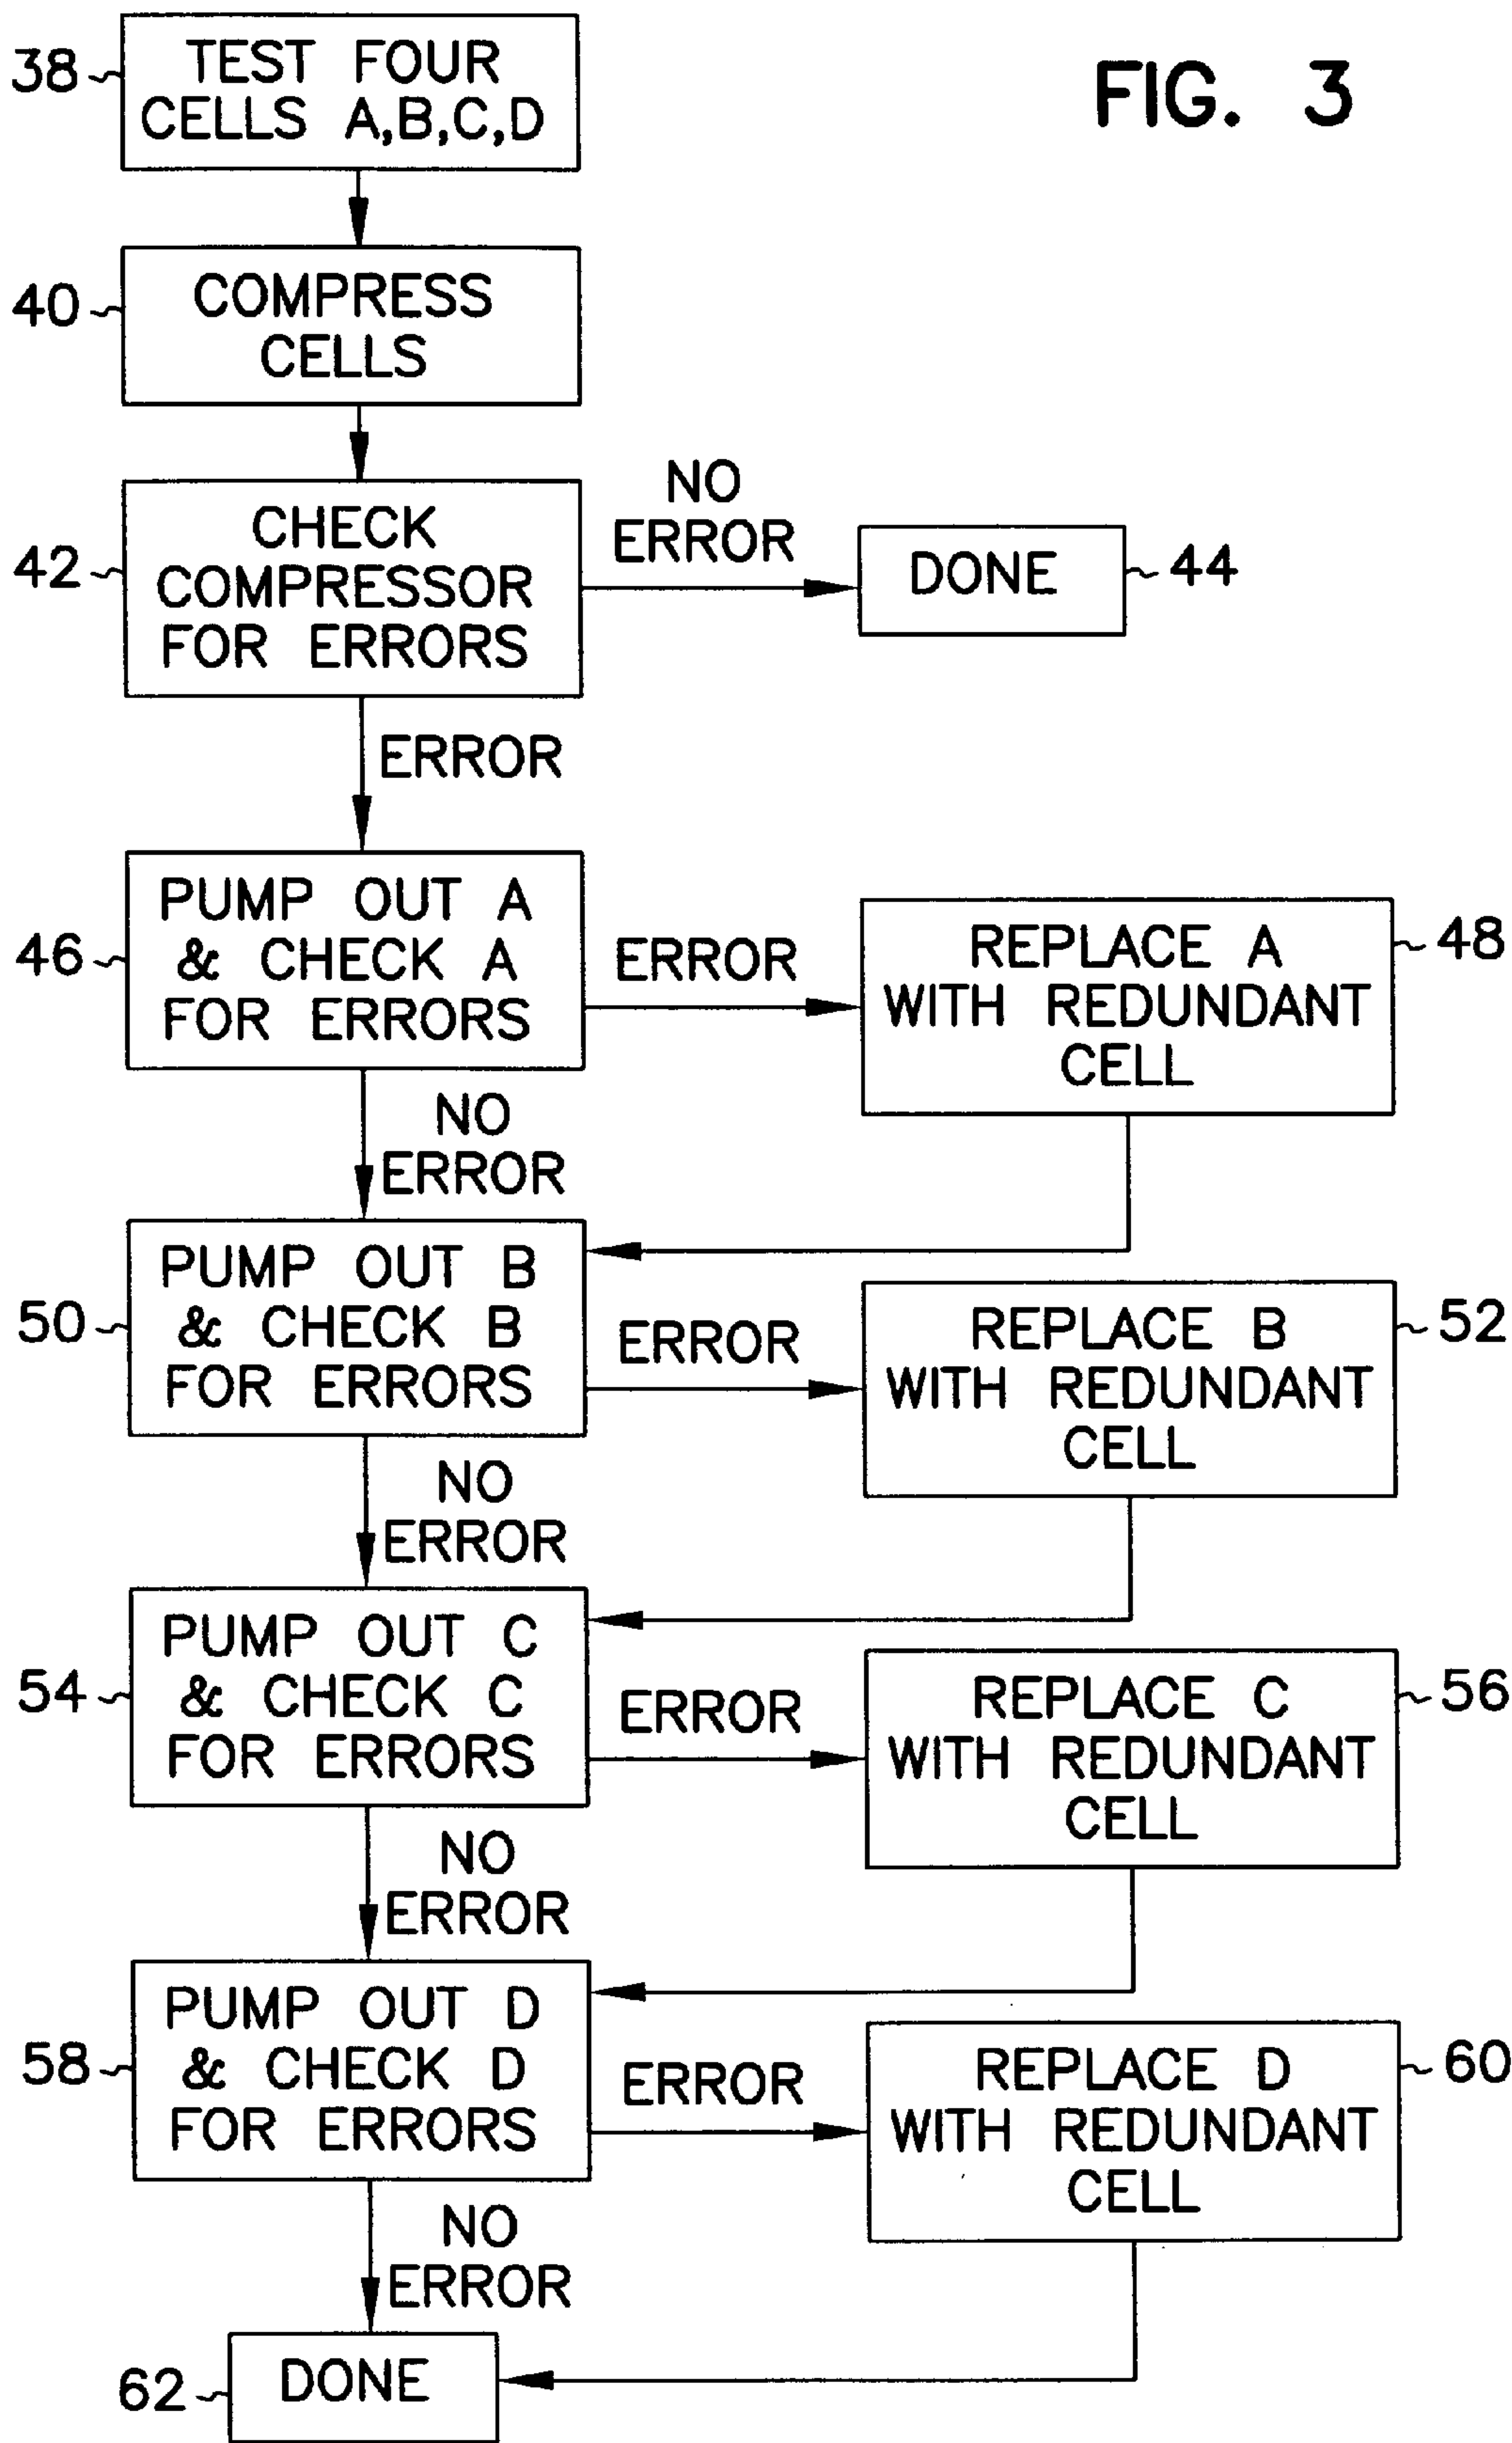 FIG. 3
38
TEST FOUR
CELLS A,B,C,D
40
COMPRESS
CELLS
42
CHECK
COMPRESSOR
FOR ERRORS
NO
ERROR
DONE
44
ERROR
46
PUMP OUT A
& CHECK A
FOR ERRORS
ERROR
REPLACE A
WITH REDUNDANT
CELL
48
NO
ERROR
50
PUMP OUT B
& CHECK B
FOR ERRORS
ERROR
REPLACE B
WITH REDUNDANT
CELL
52
NO
ERROR
54
PUMP OUT C
& CHECK C
FOR ERRORS
ERROR
REPLACE C
WITH REDUNDANT
CELL
56
NO
ERROR
58
PUMP OUT D
& CHECK D
FOR ERRORS
ERROR
REPLACE D
WITH REDUNDANT
CELL
60
NO
ERROR
62
DONE